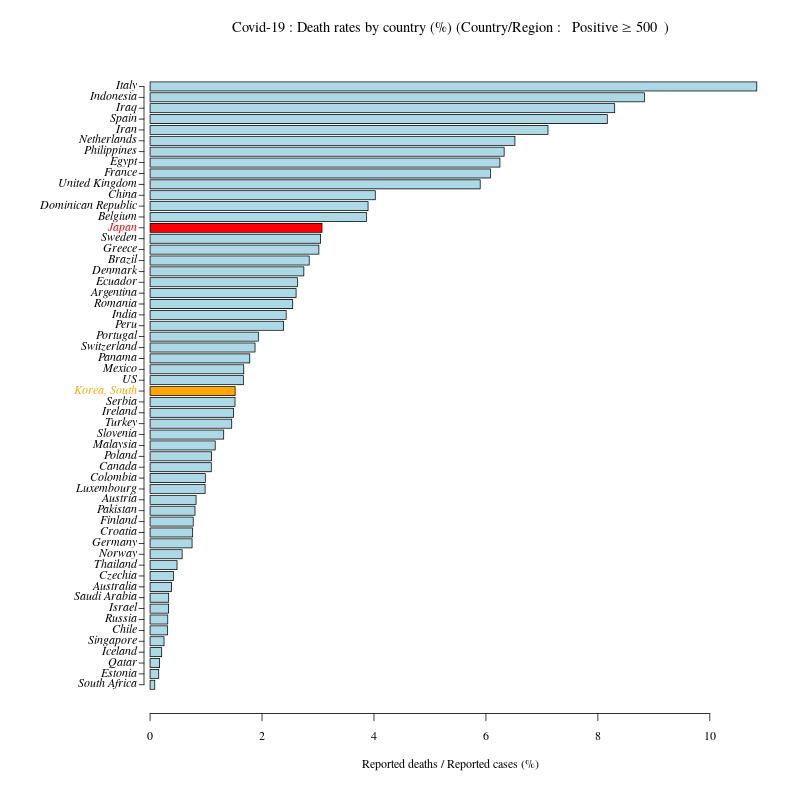 Covid-19 : Death rates by country (%) (Country/Region :   Positive ≥ 500  )
Italy
Indonesia
Iraq
Spain
Iran
Netherlands
Philippines
Egypt
France
United Kingdom
China
Dominican Republic
Belgium
Japan
Sweden
Greece
Brazil
Denmark
Ecuador
Argentina
Romania
India
Peru
Portugal
Switzerland
Panama
Mexico
US
Korea, South
Serbia
Ireland
Turkey
Slovenia
Malaysia
Poland
Canada
Colombia
Luxembourg
Austria
Pakistan
Finland
Croatia
Germany
Norway
Thailand
Czechia
Australia
Saudi Arabia
Israel
Russia
Chile
Singapore
Iceland
Qatar
Estonia
South Africa
0 2 4 6 8 10
Reported deaths / Reported cases (%)